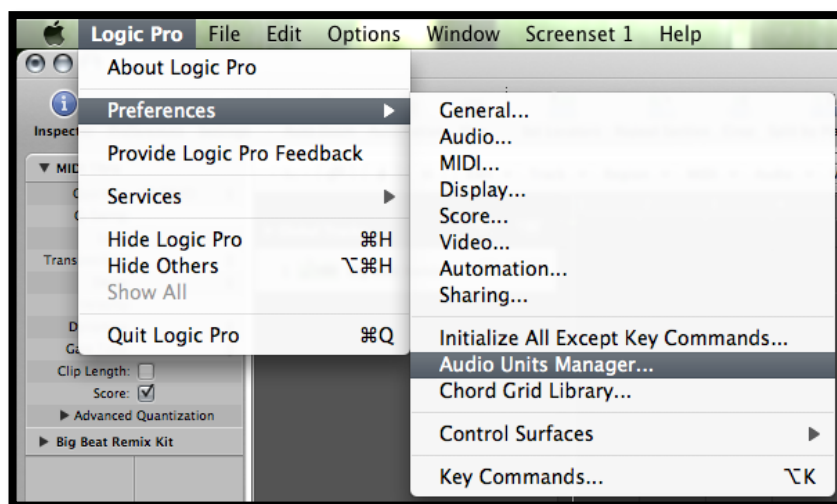 Logic Pro File Edit Options Window Screenset 1 Help
About Logic Pro
Preferences
Provide Logic Pro Feedback
Services
Hide Logic Pro ⌘H
Hide Others ⌥⌘H
Show All
Quit Logic Pro ⌘Q
General...
Audio...
MIDI...
Display...
Score...
Video...
Automation...
Sharing...
Initialize All Except Key Commands...
Audio Units Manager...
Chord Grid Library...
Control Surfaces
Key Commands... ⌥K
Clip Length:
Score:
Advanced Quantization
Big Beat Remix Kit